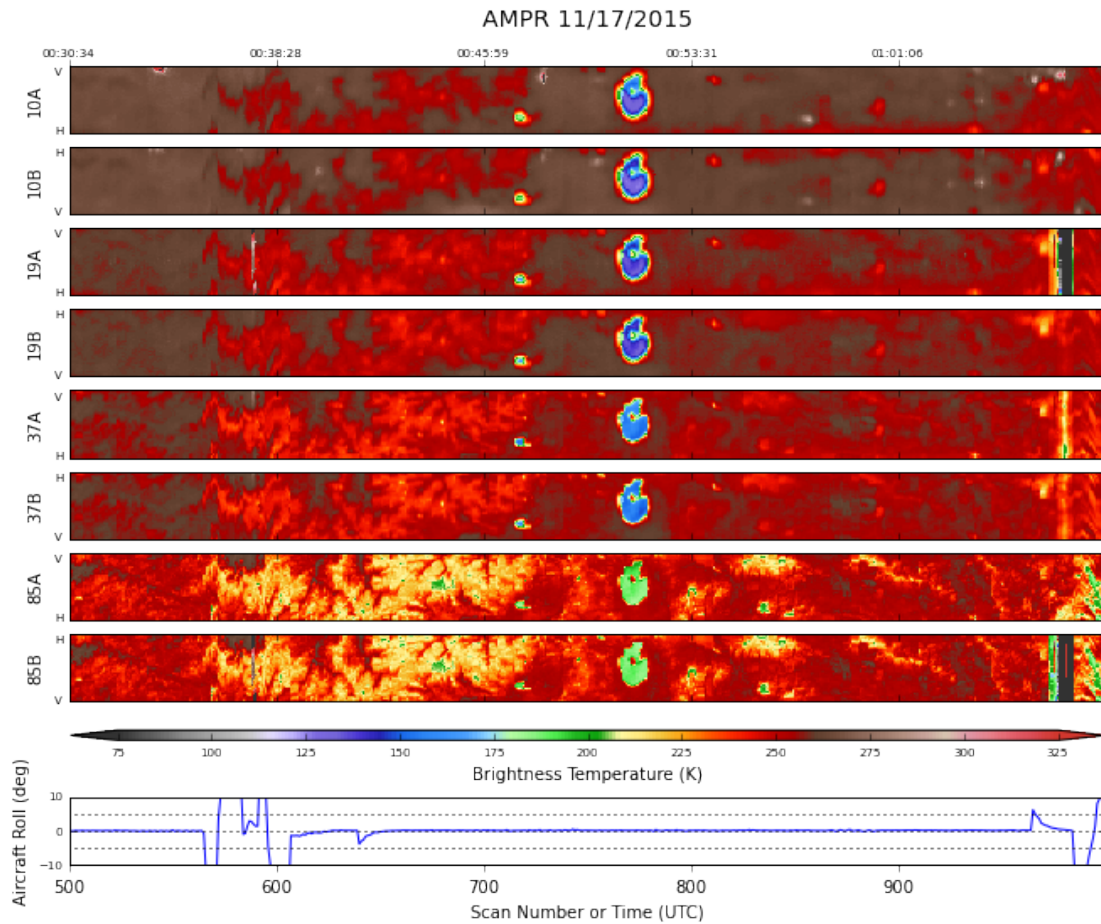 AMPR 11/17/2015
00:30:34 00:38:28 00:45:59 00:53:31 01:01:06
V
10A
H
H
10B
V
V
19A
H
H
19B
V
V
37A
H
H
37B
V
V
85A
H
H
85B
V
75 100 125 150 175 200 225 250 275 300 325
Brightness Temperature (K)
Aircraft Roll (deg)
10
0
−10
500 600 700 800 900
Scan Number or Time (UTC)